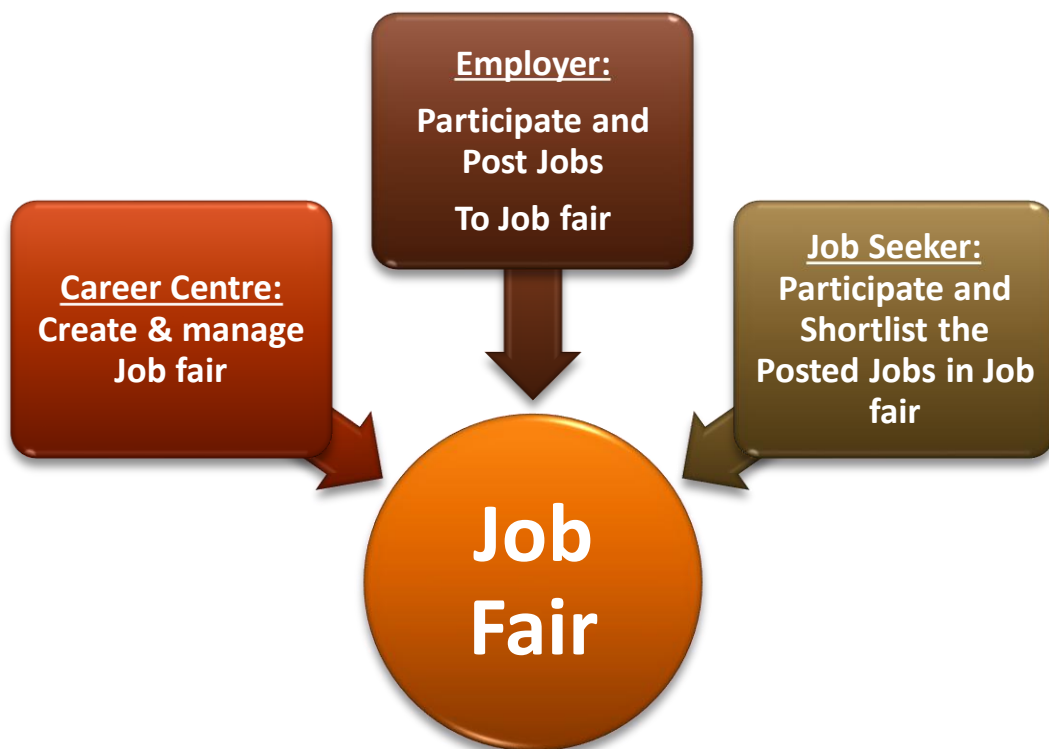 Employer:
Participate and
Post Jobs
To Job fair
Career Centre:
Create & manage
Job fair
Job Seeker:
Participate and
Shortlist the
Posted Jobs in Job
fair
Job
Fair